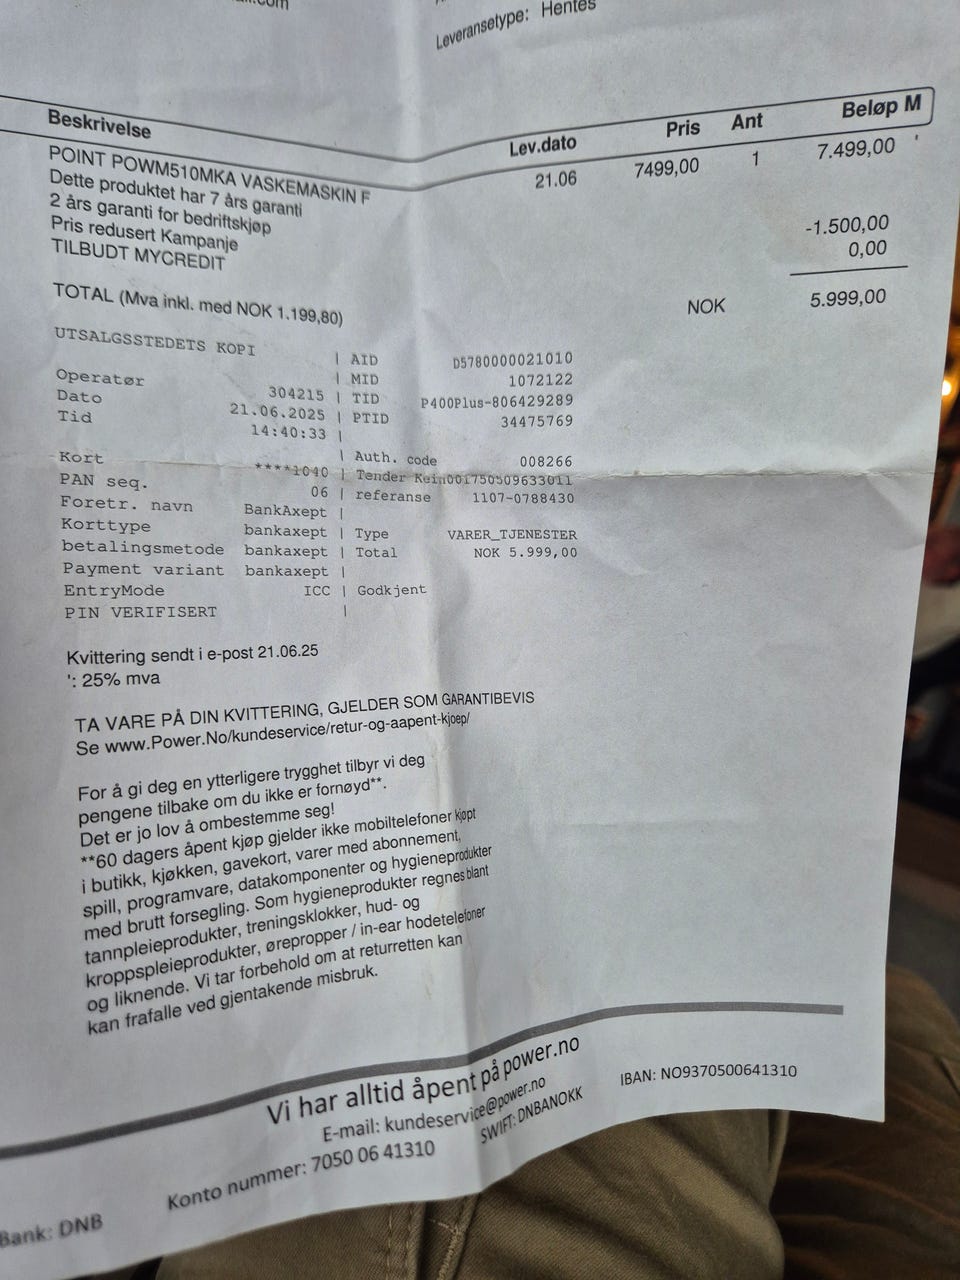 Leveransetype: Hentes
Beskrivelse Lev.dato Pris Ant Beløp M
POINT POWM510MKA VASKEMASKIN F 21.06 7499,00 1 7.499,00 '
Dette produktet har 7 års garanti
2 års garanti for bedriftskjøp
Pris redusert Kampanje -1.500,00
TILBUDT MYCREDIT 0,00
TOTAL (Mva inkl. med NOK 1.199,80) NOK 5.999,00
UTSALGSSTEDETS KOPI | AID D5780000021010
| MID 1072122
Operatør 304215 | TID P400Plus-806429289
Dato 21.06.2025 | PTID 34475769
Tid 14:40:33 |
| Auth. code 008266
Kort ****1040 | Tender Kein001750509633011
PAN seq. 06 | referanse 1107-0788430
Foretr. navn BankAxept |
Korttype bankaxept | Type VARER_TJENESTER
betalingsmetode bankaxept | Total NOK 5.999,00
Payment variant bankaxept |
EntryMode ICC | Godkjent
PIN VERIFISERT |
Kvittering sendt i e-post 21.06.25
': 25% mva
TA VARE PÅ DIN KVITTERING, GJELDER SOM GARANTIBEVIS
Se www.Power.No/kundeservice/retur-og-aapent-kjoep/
For å gi deg en ytterligere trygghet tilbyr vi deg
pengene tilbake om du ikke er fornøyd**.
Det er jo lov å ombestemme seg!
**60 dagers åpent kjøp gjelder ikke mobiltelefoner kjøpt
i butikk, kjøkken, gavekort, varer med abonnement,
spill, programvare, datakomponenter og hygieneprodukter
med brutt forsegling. Som hygieneprodukter regnes blant
tannpleieprodukter, treningsklokker, hud- og
kroppspleieprodukter, ørepropper / in-ear hodetelefoner
og liknende. Vi tar forbehold om at returretten kan
kan frafalle ved gjentakende misbruk.
Vi har alltid åpent på power.no
E-mail: kundeservice@power.no
Bank: DNB Konto nummer: 7050 06 41310 SWIFT: DNBANOKK IBAN: NO9370500641310